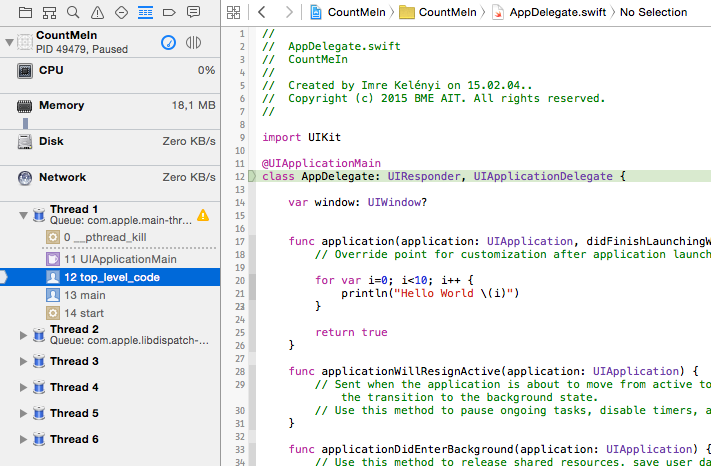 CountMeIn
PID 49479, Paused
CPU 0%
Memory 18,1 MB
Disk Zero KB/s
Network Zero KB/s
Thread 1
Queue: com.apple.main-thr...
0 __pthread_kill
11 UIApplicationMain
12 top_level_code
13 main
14 start
Thread 2
Queue: com.apple.libdispatch-...
Thread 3
Thread 4
Thread 5
Thread 6
CountMeIn CountMeIn AppDelegate.swift No Selection
1 //
2 //  AppDelegate.swift
3 //  CountMeIn
4 //
5 //  Created by Imre Kelényi on 15.02.04..
6 //  Copyright (c) 2015 BME AIT. All rights reserved.
7 //
8
9 import UIKit
10
11 @UIApplicationMain
12 class AppDelegate: UIResponder, UIApplicationDelegate {
13
14     var window: UIWindow?
15
16
17     func application(application: UIApplication, didFinishLaunchingW
18         // Override point for customization after application launch
19
20         for var i=0; i<10; i++ {
21             println("Hello World \(i)")
23         }
24
25         return true
26     }
27
28     func applicationWillResignActive(application: UIApplication) {
29         // Sent when the application is about to move from active to
the transition to the background state.
30         // Use this method to pause ongoing tasks, disable timers, a
31     }
32
33     func applicationDidEnterBackground(application: UIApplication) {
34         // Use this method to release shared resources, save user da